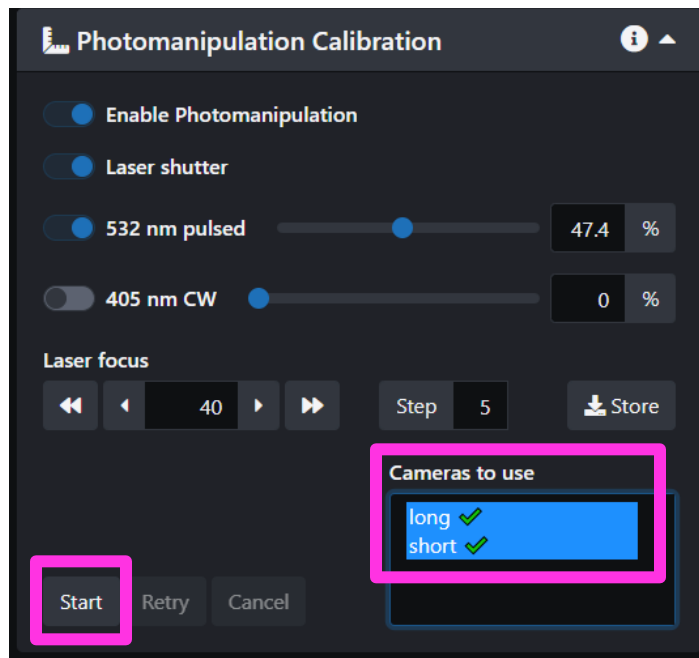 Photomanipulation Calibration
Enable Photomanipulation
Laser shutter
532 nm pulsed 47.4 %
405 nm CW 0 %
Laser focus
40 Step 5 Store
Cameras to use
long
short
Start Retry Cancel